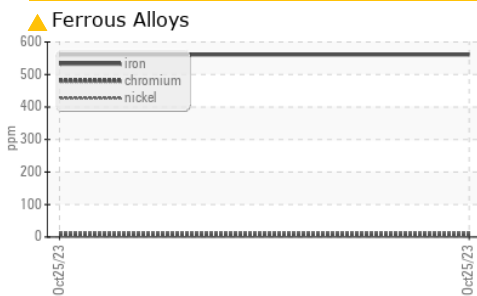 Ferrous Alloys
600
500
400
300
200
100
0
ppm
iron
chromium
nickel
Oct25/23
Oct25/23